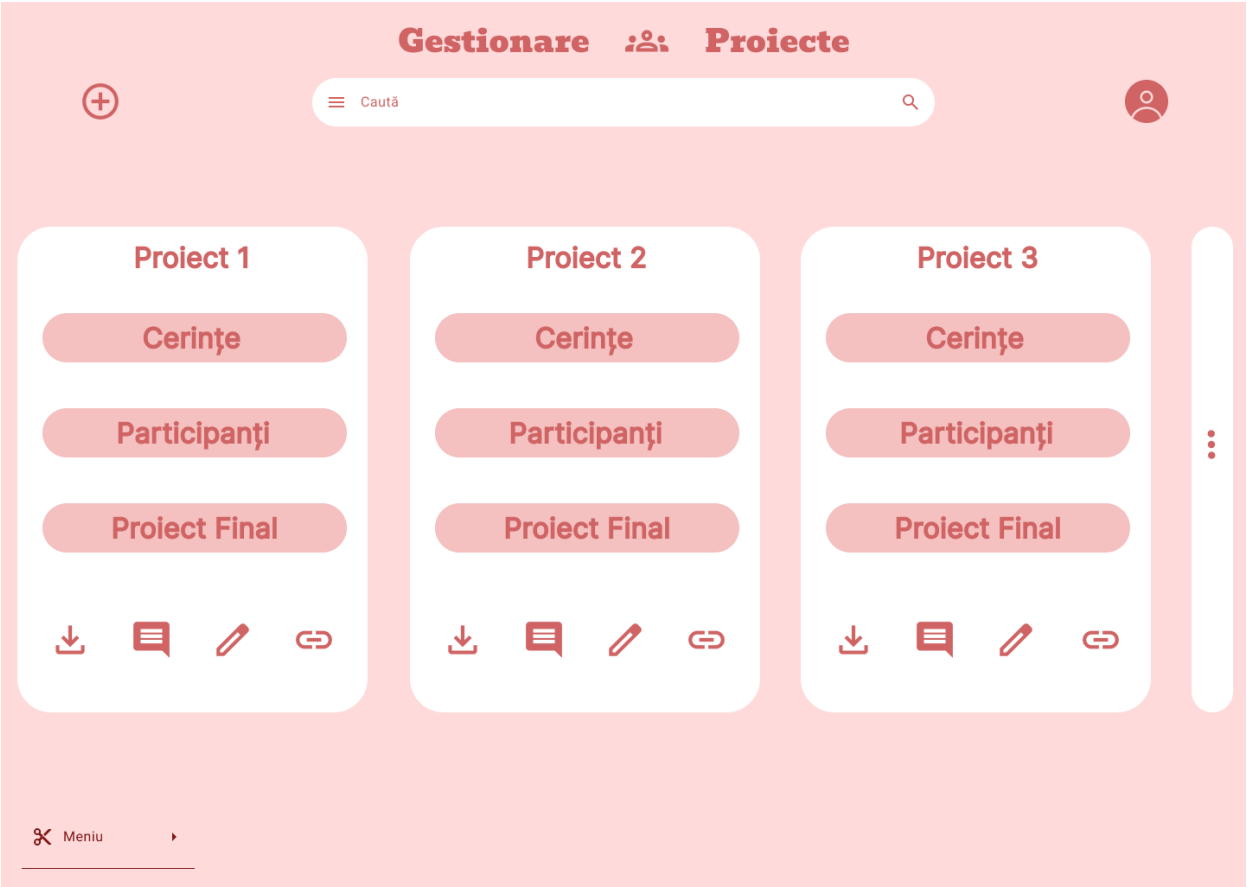 Gestionare Proiecte
Caută
Proiect 1
Cerințe
Participanți
Proiect Final
Proiect 2
Cerințe
Participanți
Proiect Final
Proiect 3
Cerințe
Participanți
Proiect Final
Meniu